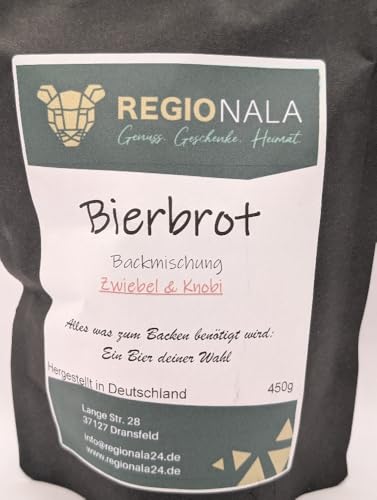 REGIONALA
Genuss. Geschenke. Heimat.
Bierbrot
Backmischung
Zwiebel & Knobi
Alles was zum Backen benötigt wird:
Ein Bier deiner Wahl
Hergestellt in Deutschland 450g
Lange Str. 28
37127 Dransfeld
info@regionala24.de
www.regionala24.de